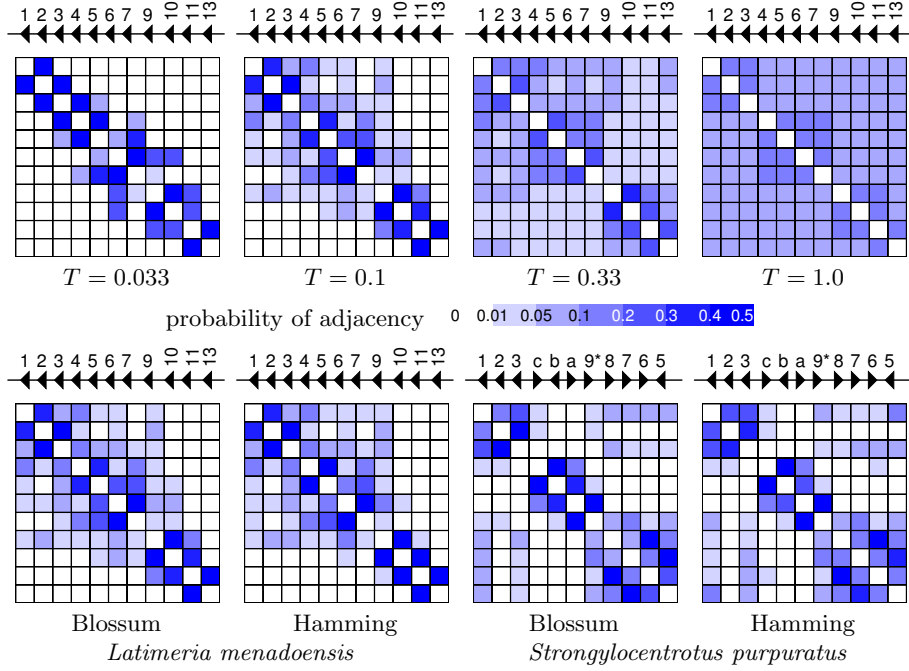 1 2 3 4 5 6 7 9 10 11 13 1 2 3 4 5 6 7 9 10 11 13 1 2 3 4 5 6 7 9 10 11 13 1 2 3 4 5 6 7 9 10 11 13
T = 0.033 T = 0.1 T = 0.33 T = 1.0
probability of adjacency 0 0.01 0.05 0.1 0.2 0.3 0.4 0.5
1 2 3 4 5 6 7 9 10 11 13 1 2 3 4 5 6 7 9 10 11 13 1 2 3 c b a 9* 8 7 6 5 1 2 3 c b a 9* 8 7 6 5
Blossum Hamming Blossum Hamming
Latimeria menadoensis Strongylocentrotus purpuratus